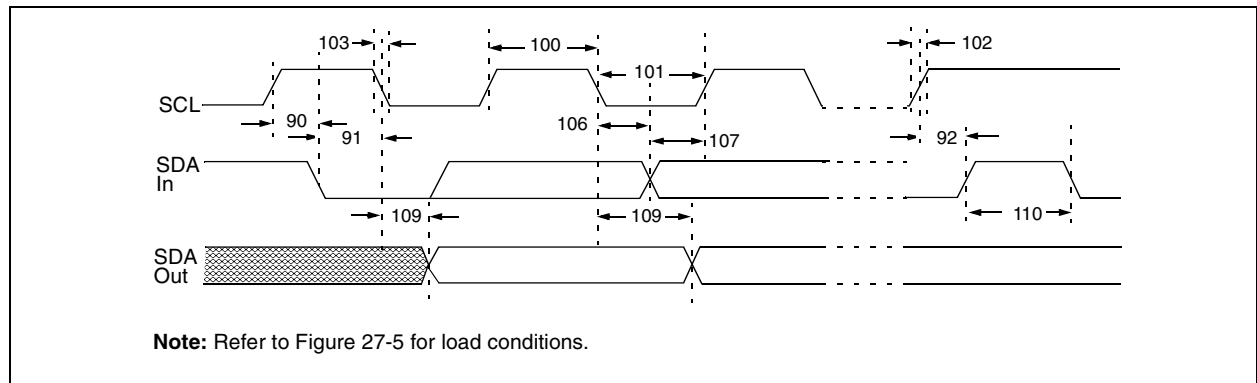 103
100
101
102
SCL
90
91
106
107
92
SDA
In
109
109
110
SDA
Out
Note: Refer to Figure 27-5 for load conditions.